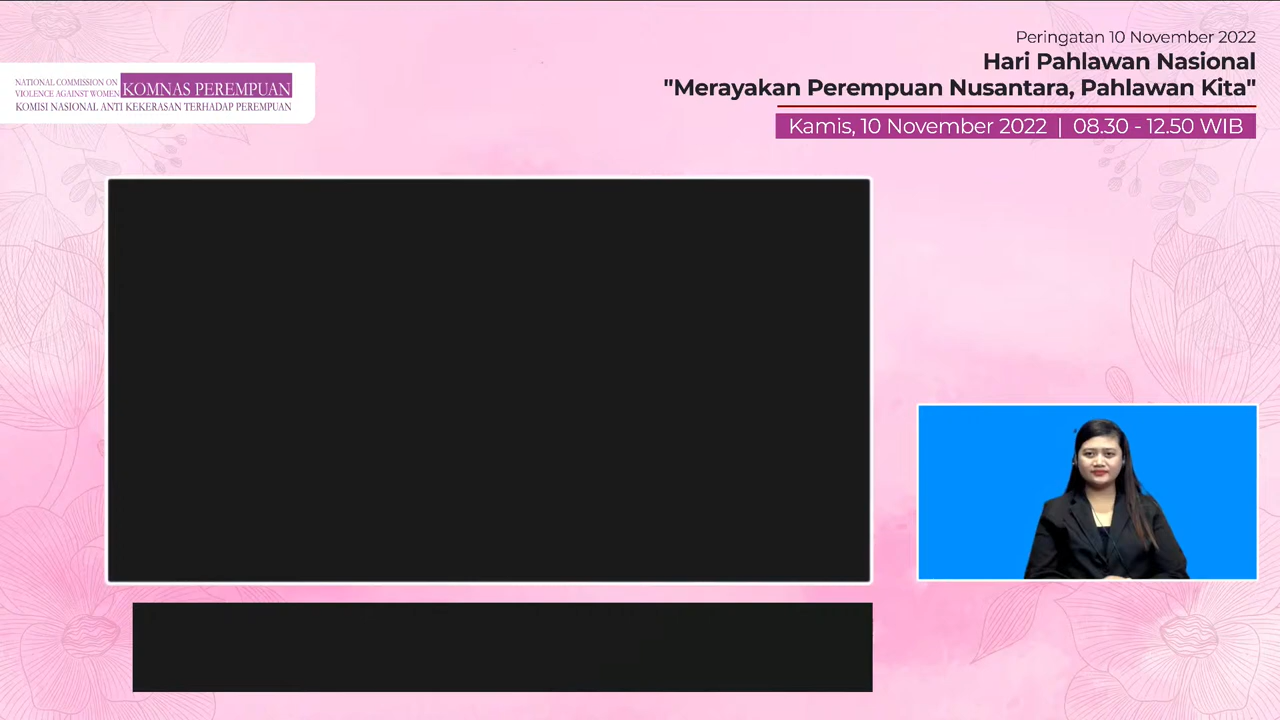 Peringatan 10 November 2022
Hari Pahlawan Nasional
"Merayakan Perempuan Nusantara, Pahlawan Kita"
Kamis, 10 November 2022 | 08.30 - 12.50 WIB
NATIONAL COMMISSION ON
VIOLENCE AGAINST WOMEN
KOMNAS PEREMPUAN
KOMISI NASIONAL ANTI KEKERASAN TERHADAP PEREMPUAN